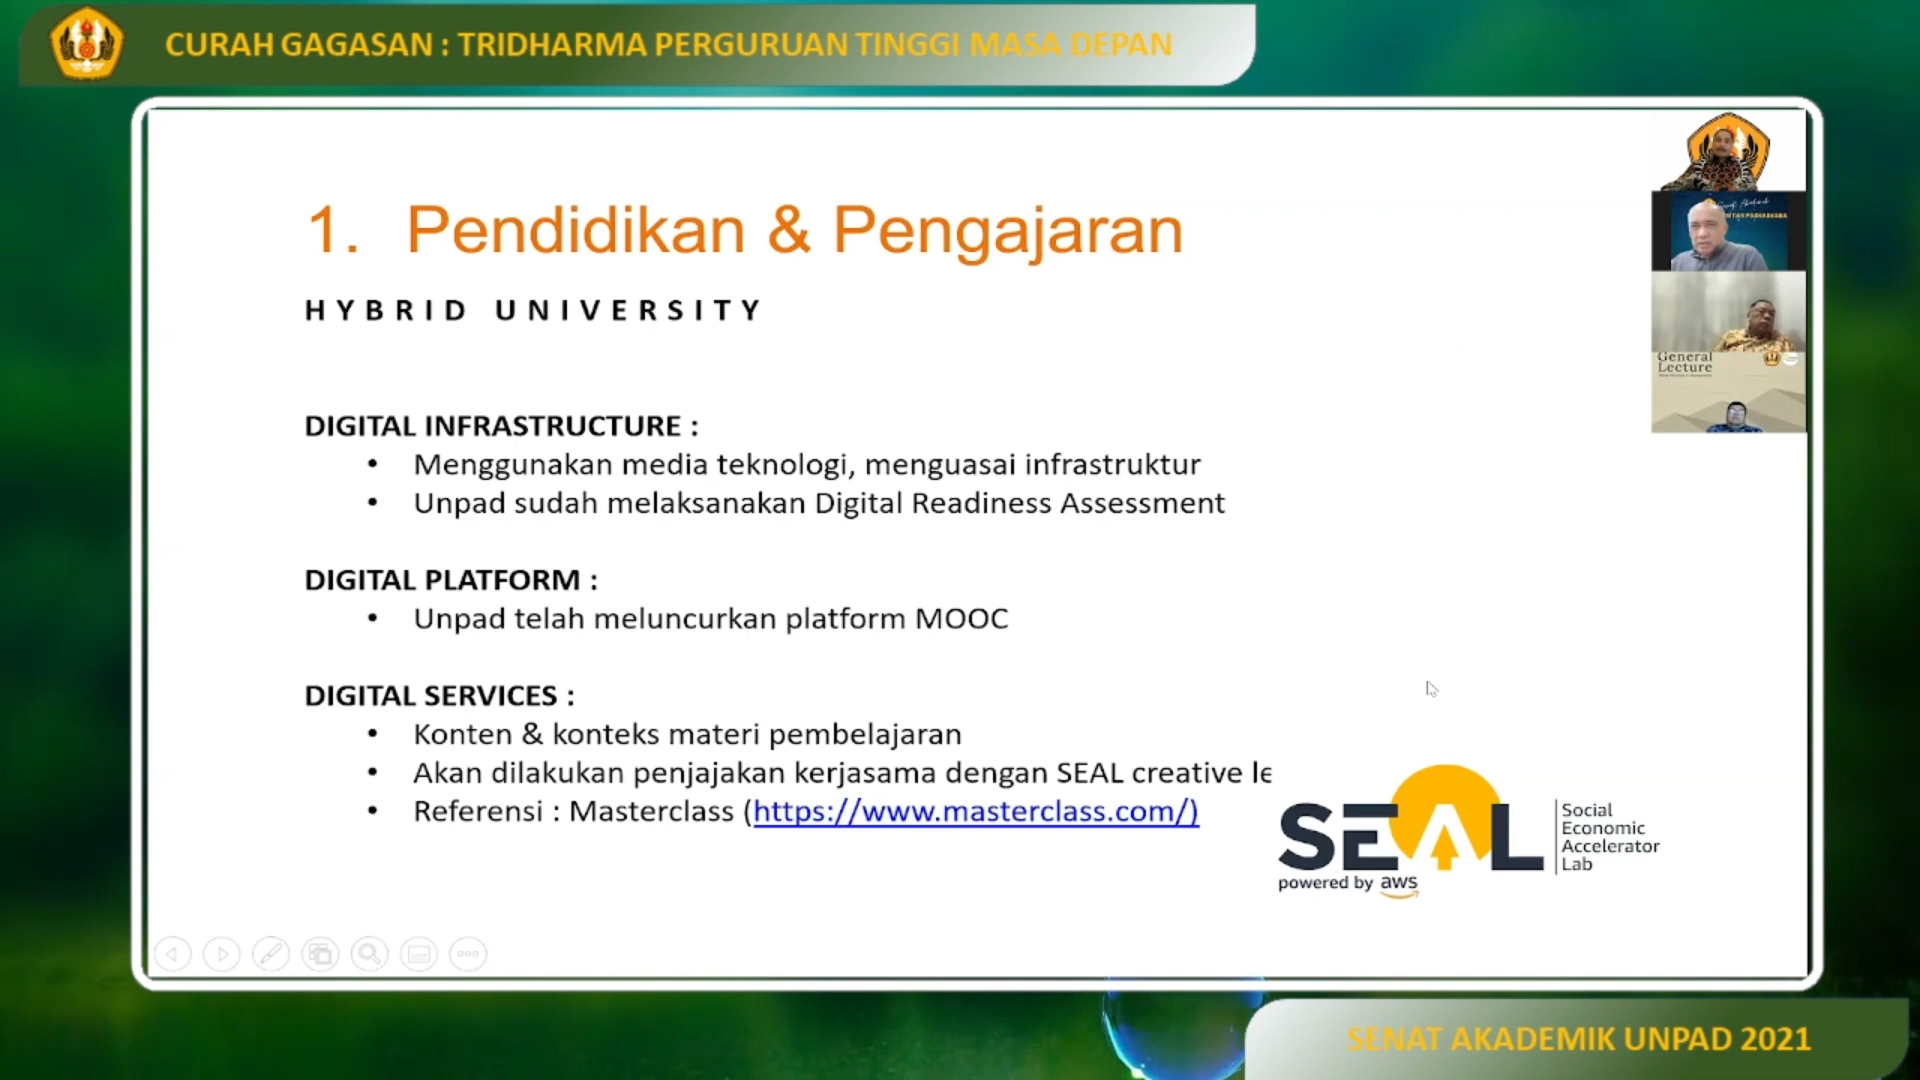 CURAH GAGASAN : TRIDHARMA PERGURUAN TINGGI MASA DEPAN
1. Pendidikan & Pengajaran
HYBRID UNIVERSITY
General
Lecture
DIGITAL INFRASTRUCTURE :
• Menggunakan media teknologi, menguasai infrastruktur
• Unpad sudah melaksanakan Digital Readiness Assessment
DIGITAL PLATFORM :
• Unpad telah meluncurkan platform MOOC
DIGITAL SERVICES :
• Konten & konteks materi pembelajaran
• Akan dilakukan penjajakan kerjasama dengan SEAL creative le
• Referensi : Masterclass (https://www.masterclass.com/)
SEAL
powered by aws
Social
Economic
Accelerator
Lab
SENAT AKADEMIK UNPAD 2021